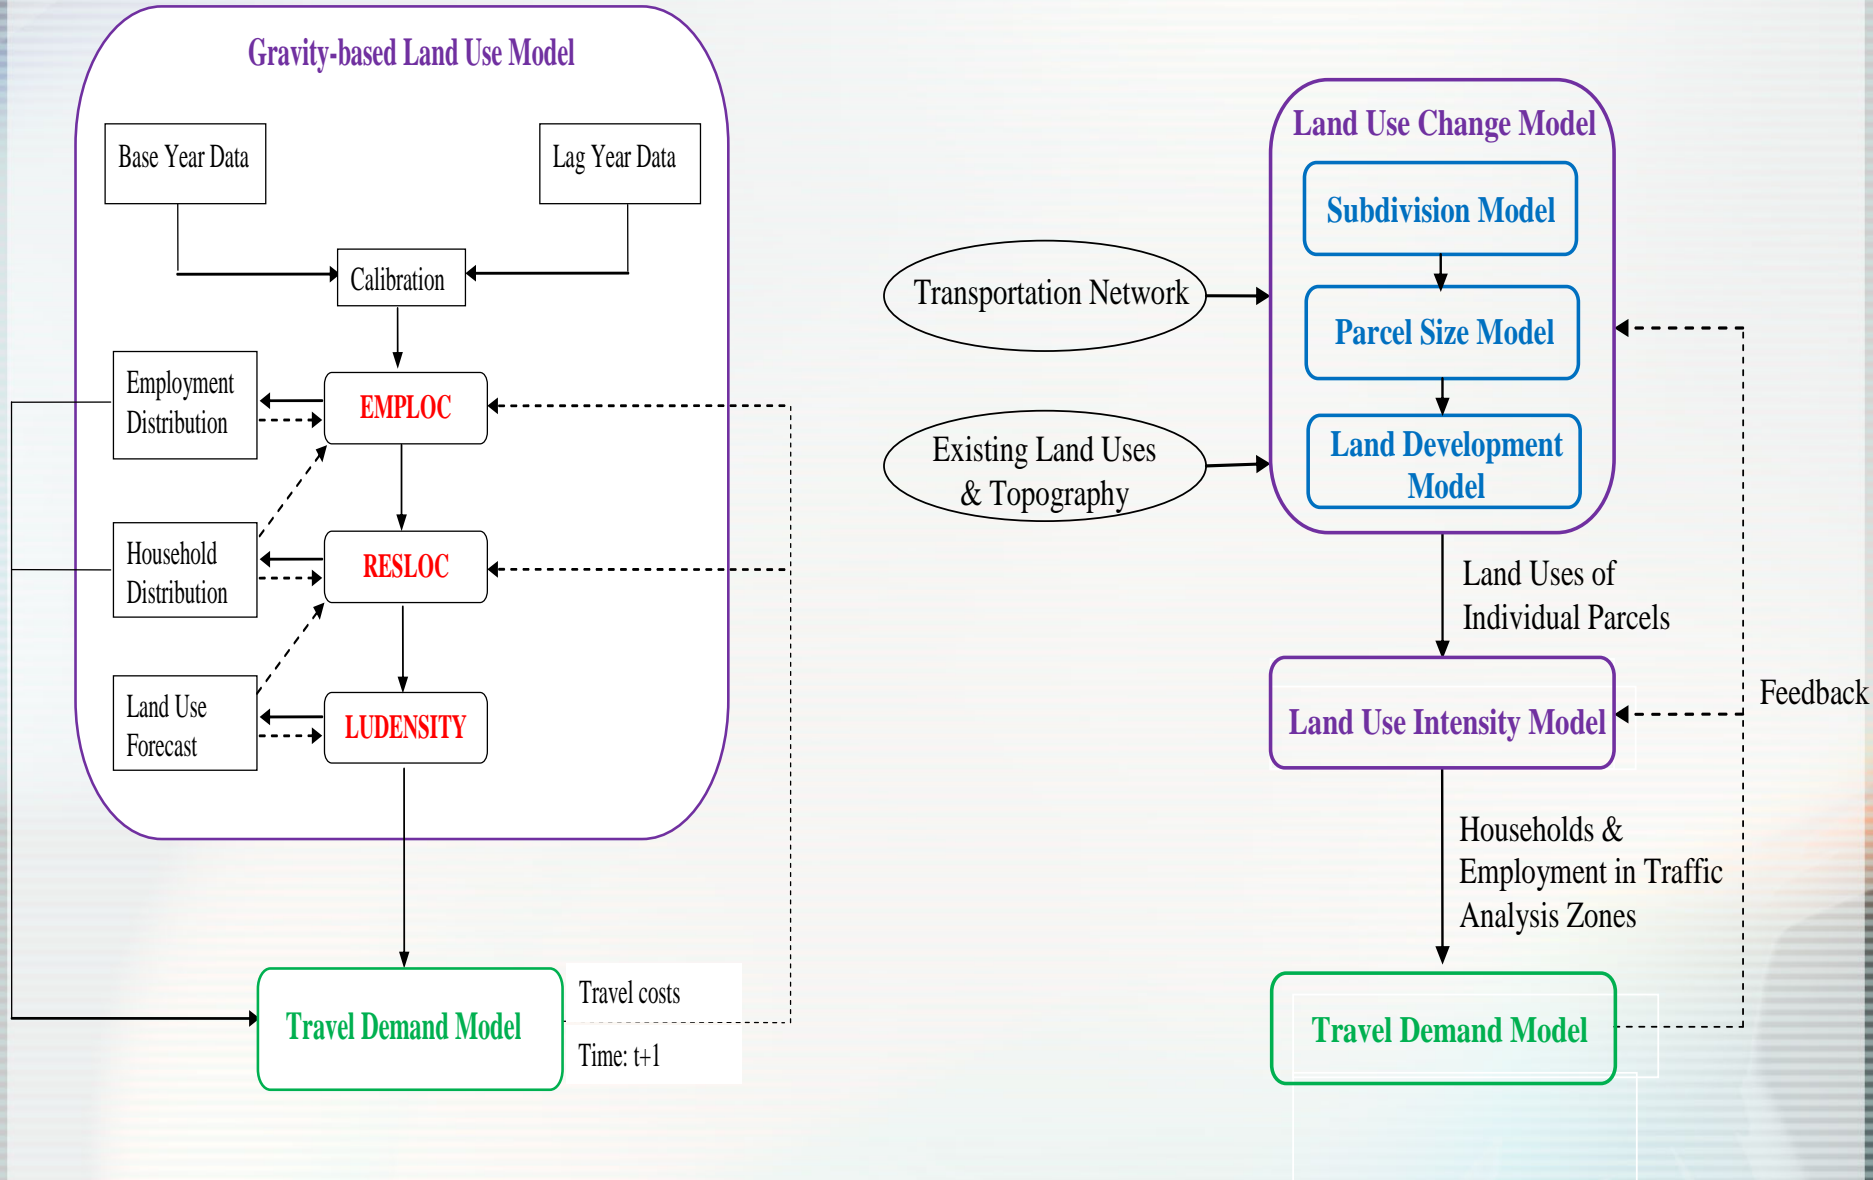 Gravity-based Land Use Model
Base Year Data
Lag Year Data
Calibration
Employment
Distribution
EMPLOC
Household
Distribution
RESLOC
Land Use
Forecast
LUDENSITY
Travel Demand Model
Travel costs
Time: t+1
Land Use Change Model
Subdivision Model
Transportation Network
Parcel Size Model
Existing Land Uses
& Topography
Land Development
Model
Land Uses of
Individual Parcels
Land Use Intensity Model
Feedback
Households &
Employment in Traffic
Analysis Zones
Travel Demand Model